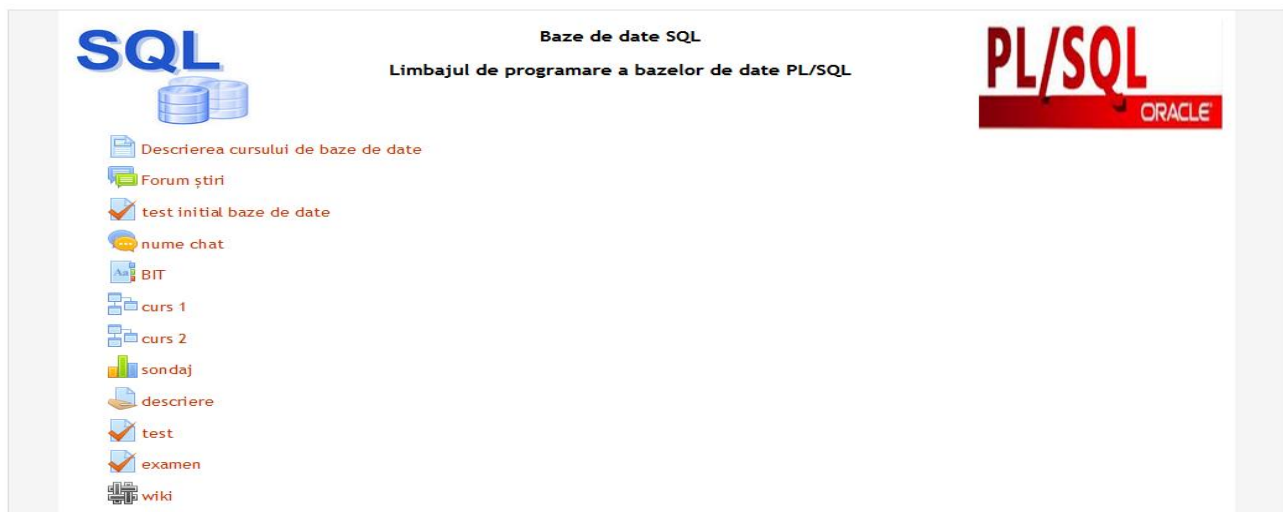 SQL
Baze de date SQL
Limbajul de programare a bazelor de date PL/SQL
PL/SQL
ORACLE
Descrierea cursului de baze de date
Forum știri
test initial baze de date
nume chat
Aa
BIT
curs 1
curs 2
sondaj
descriere
test
examen
wiki